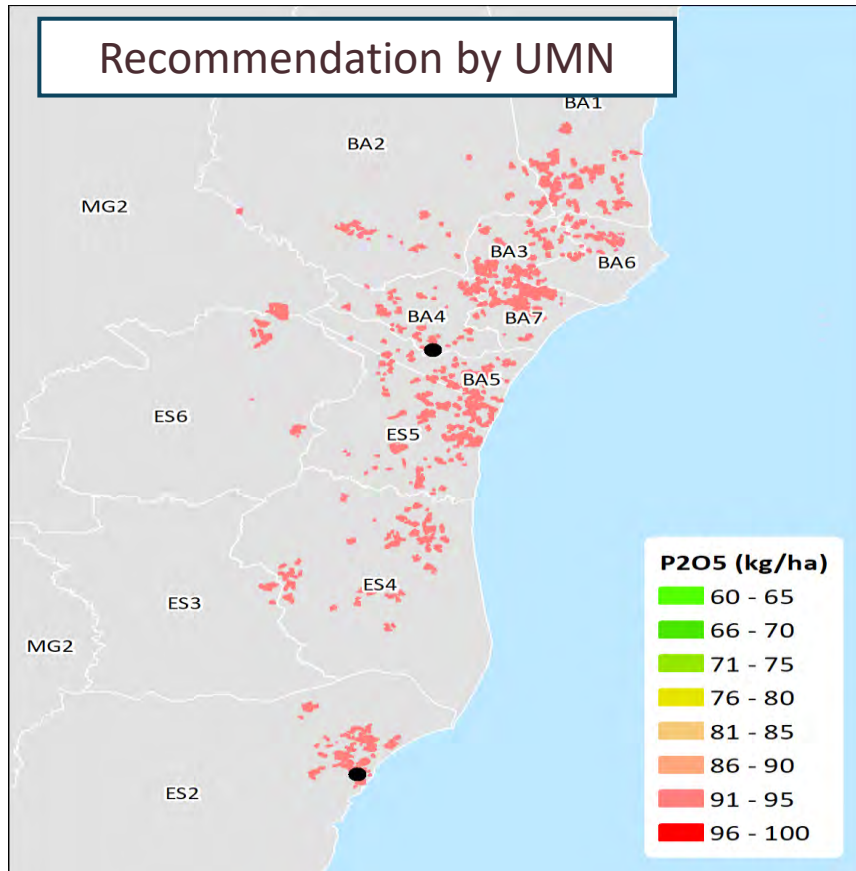 Recommendation by UMN
BA1
BA2
MG2
BA3
BA6
BA4
BA7
BA5
ES6
ES5
ES4
ES3
MG2
ES2
P2O5 (kg/ha)
60 - 65
66 - 70
71 - 75
76 - 80
81 - 85
86 - 90
91 - 95
96 - 100